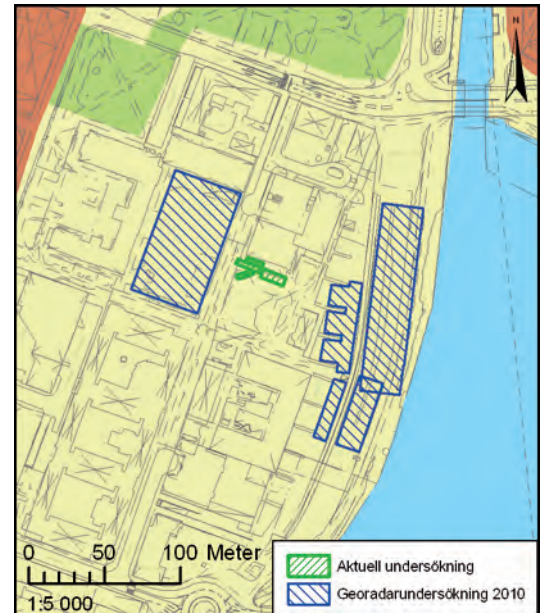 N
0 50 100 Meter
1:5 000
Aktuell undersökning
Georadarundersökning 2010